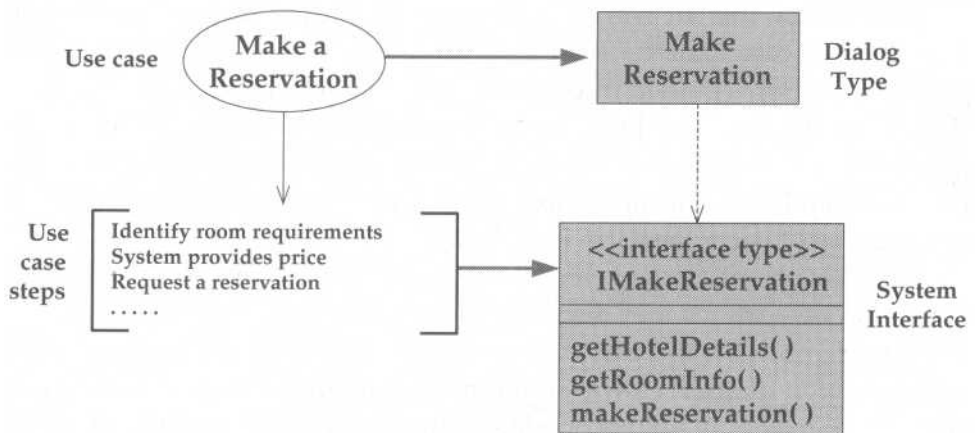 Use case
Make a
Reservation
Make
Reservation
Dialog
Type
Use
case
steps
Identify room requirements
System provides price
Request a reservation
. . . . .
<<interface type>>
IMakeReservation
getHotelDetails( )
getRoomInfo( )
makeReservation( )
System
Interface